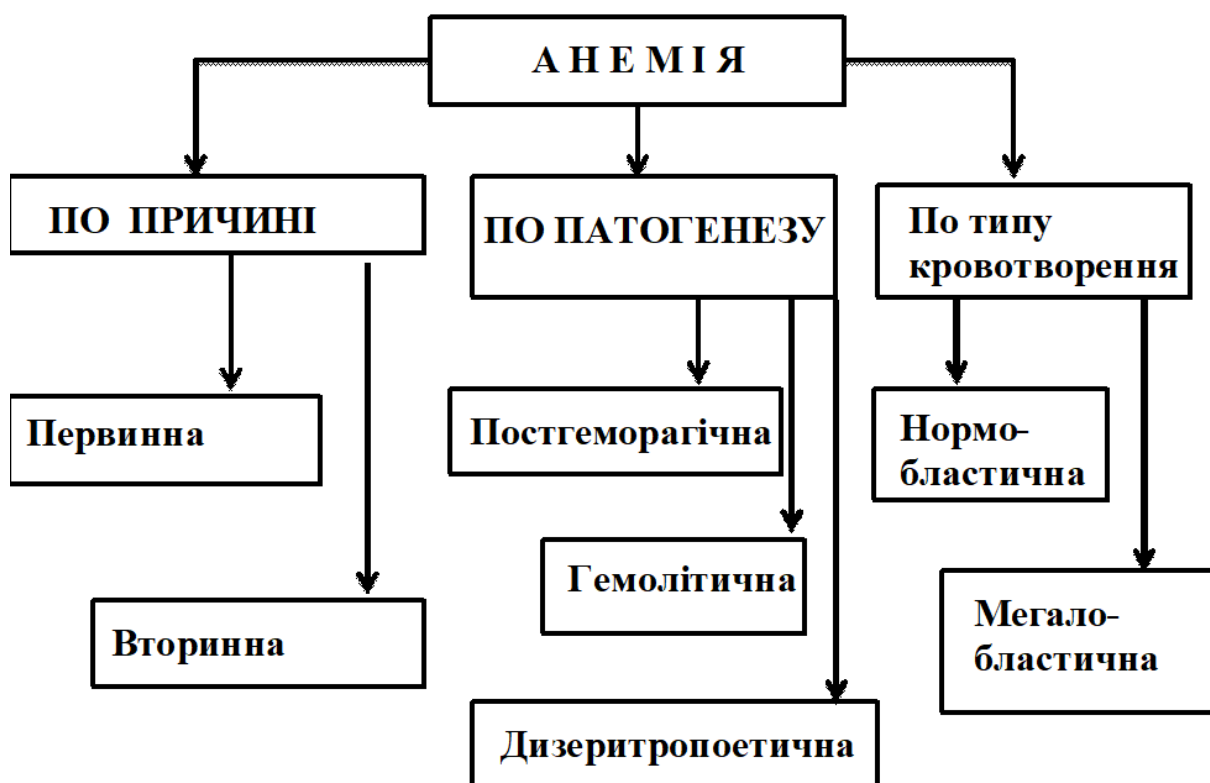 А Н Е М І Я
ПО ПРИЧИНІ
ПО ПАТОГЕНЕЗУ
По типу
кровотворення
Первинна
Постгеморагічна
Нормо-
бластична
Гемолітична
Вторинна
Мегало-
бластична
Дизеритропоетична